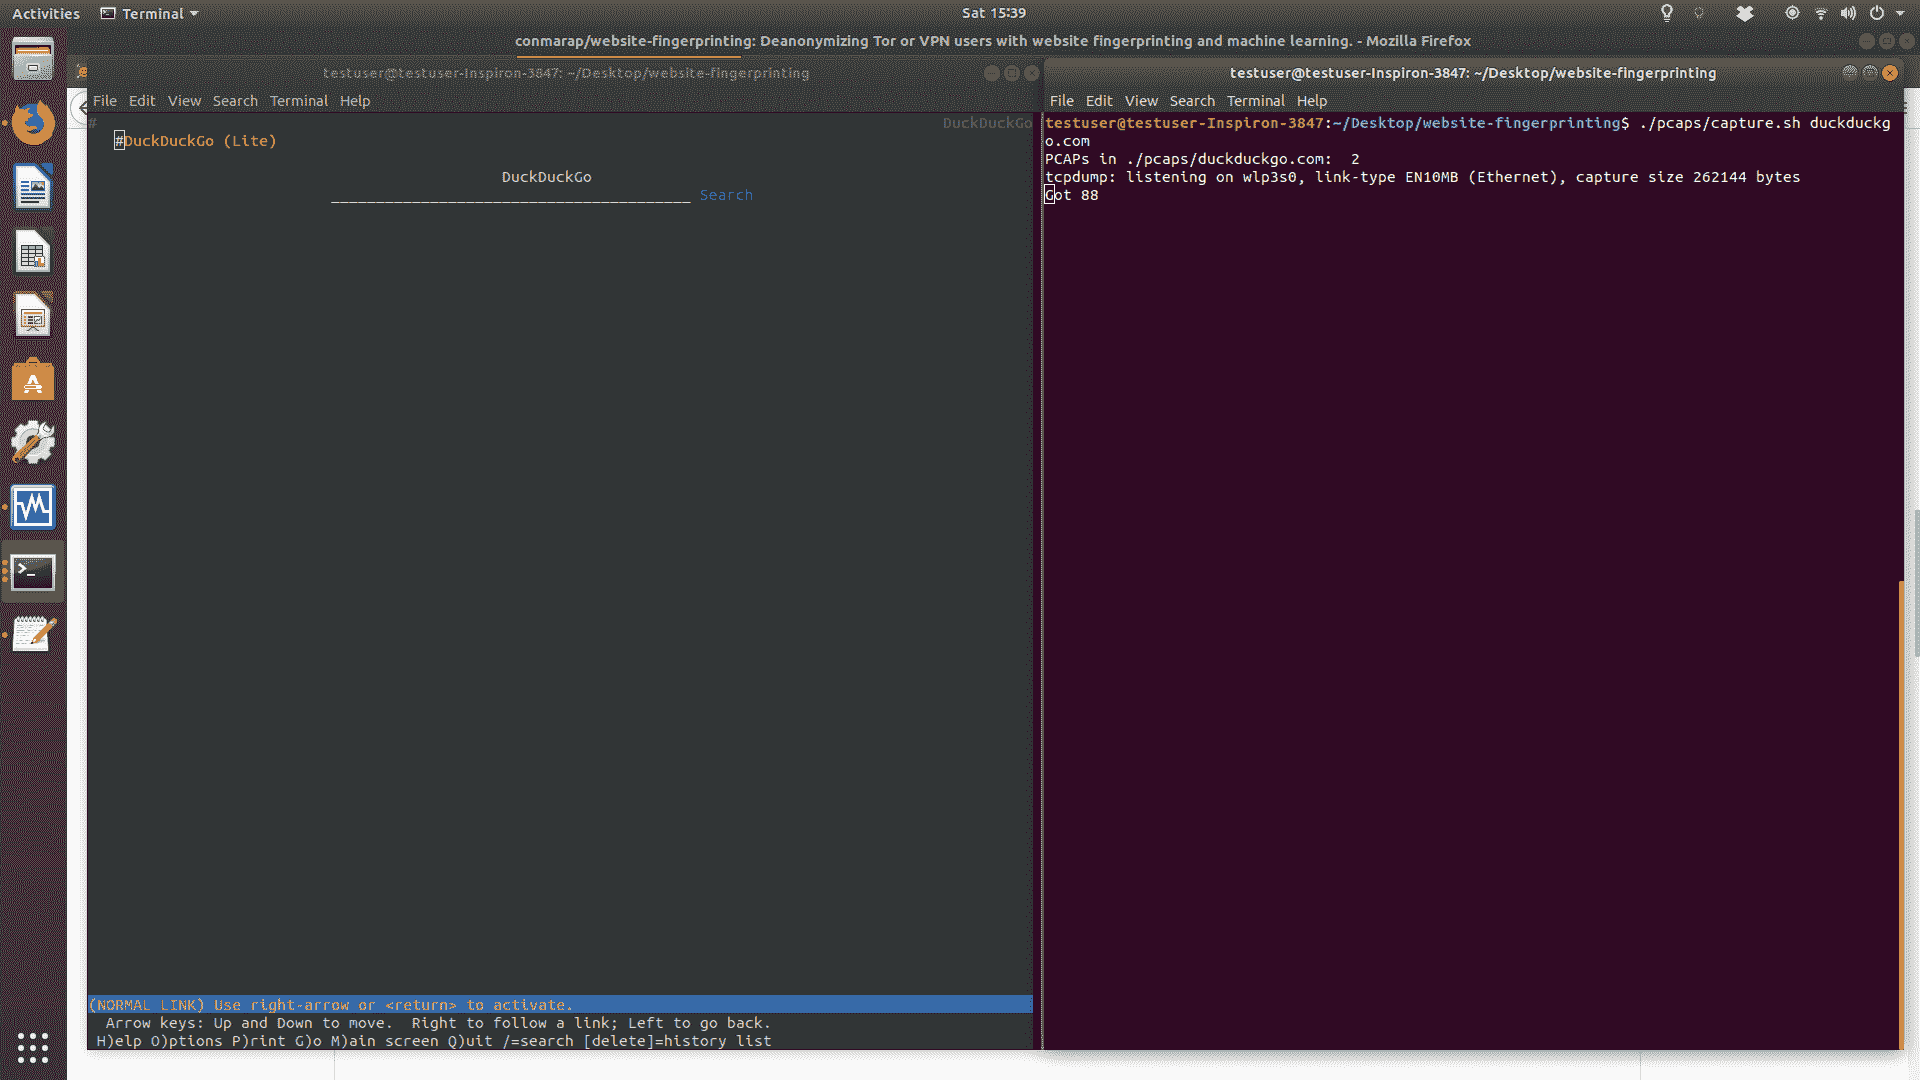 Activities Terminal Sat 15:39
conmarap/website-fingerprinting: Deanonymizing Tor or VPN users with website fingerprinting and machine learning. - Mozilla Firefox
testuser@testuser-Inspiron-3847: ~/Desktop/website-fingerprinting
File Edit View Search Terminal Help
# DuckDuckGo
#DuckDuckGo (Lite)
DuckDuckGo
________________________________________ Search
(NORMAL LINK) Use right-arrow or <return> to activate.
Arrow keys: Up and Down to move. Right to follow a link; Left to go back.
H)elp O)ptions P)rint G)o M)ain screen Q)uit /=search [delete]=history list
testuser@testuser-Inspiron-3847: ~/Desktop/website-fingerprinting
File Edit View Search Terminal Help
testuser@testuser-Inspiron-3847:~/Desktop/website-fingerprinting$ ./pcaps/capture.sh duckduckg
o.com
PCAPs in ./pcaps/duckduckgo.com: 2
tcpdump: listening on wlp3s0, link-type EN10MB (Ethernet), capture size 262144 bytes
Got 88